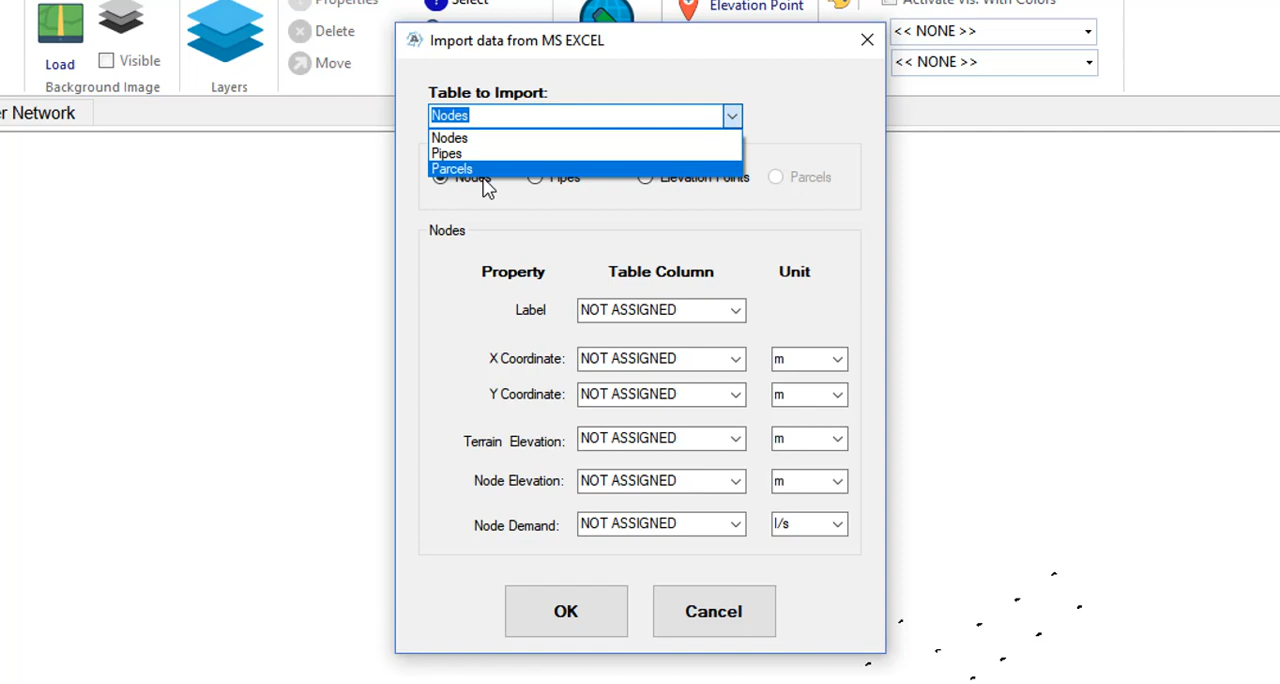 Properties
Select
Elevation Point
Activate Vis. With Colors
Delete
<< NONE >>
Load
Visible
Move
<< NONE >>
Background Image
Layers
er Network
Import data from MS EXCEL
Table to Import:
Nodes
Nodes
Pipes
Parcels
Nodes
Pipes
Elevation Points
Parcels
Nodes
Property
Table Column
Unit
Label
NOT ASSIGNED
X Coordinate:
NOT ASSIGNED
m
Y Coordinate:
NOT ASSIGNED
m
Terrain Elevation:
NOT ASSIGNED
m
Node Elevation:
NOT ASSIGNED
m
Node Demand:
NOT ASSIGNED
l/s
OK
Cancel